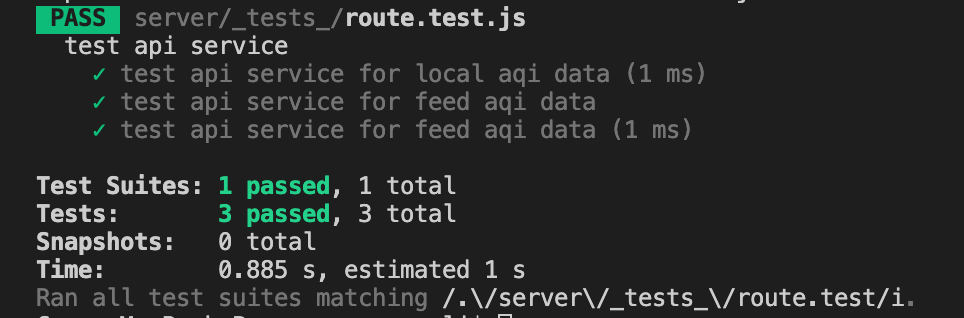 PASS server/_tests_/route.test.js
test api service
✓ test api service for local aqi data (1 ms)
✓ test api service for feed aqi data
✓ test api service for feed aqi data (1 ms)
Test Suites: 1 passed, 1 total
Tests: 3 passed, 3 total
Snapshots: 0 total
Time: 0.885 s, estimated 1 s
Ran all test suites matching /.\/server\/_tests_\/route.test/i.